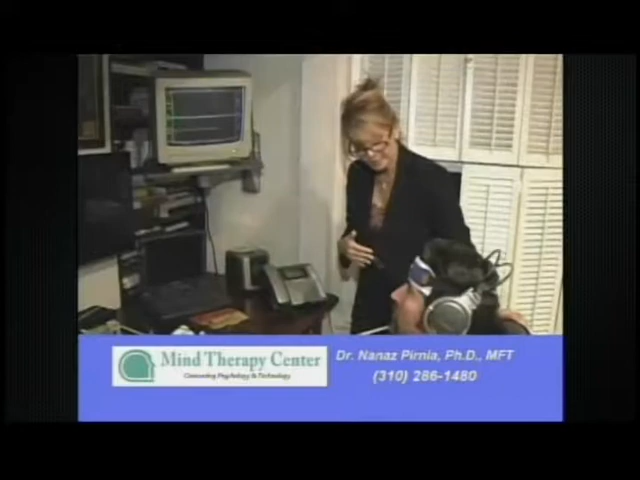 Mind Therapy Center
Connecting Psychology & Technology
Dr. Nanaz Pirnia, Ph.D., MFT
(310) 286-1480